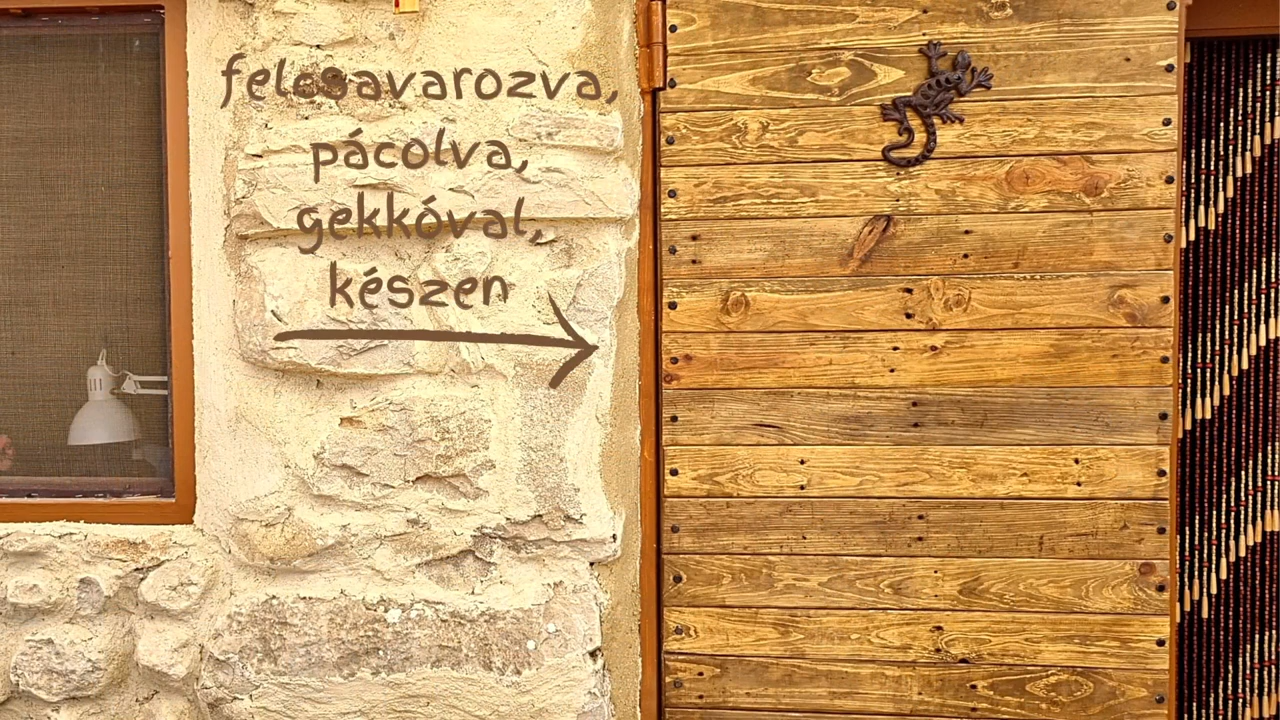 felcsavarozva,
pácolva,
gekkóval,
készen